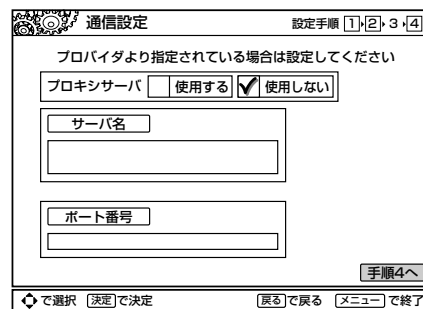 通信設定 設定手順 1 2 3 4
プロバイダより指定されている場合は設定してください
プロキシサーバ 使用する 使用しない
サーバ名
ポート番号
手順4へ
で選択 決定で決定 戻るで戻る メニューで終了